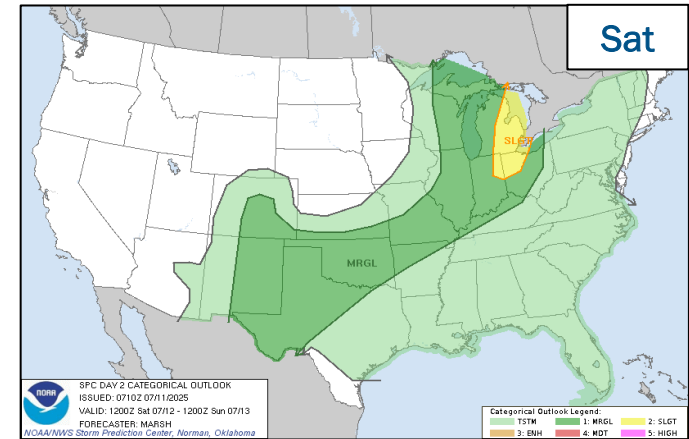 Sat
SLGT
MRGL
NOAA
SPC DAY 2 CATEGORICAL OUTLOOK
ISSUED: 0710Z 07/11/2025
VALID: 1200Z Sat 07/12 - 1200Z Sun 07/13
FORECASTER: MARSH
NOAA/NWS Storm Prediction Center, Norman, Oklahoma
Categorical Outlook Legend:
TSTM 1: MRGL 2: SLGT
3: ENH 4: MDT 5: HIGH